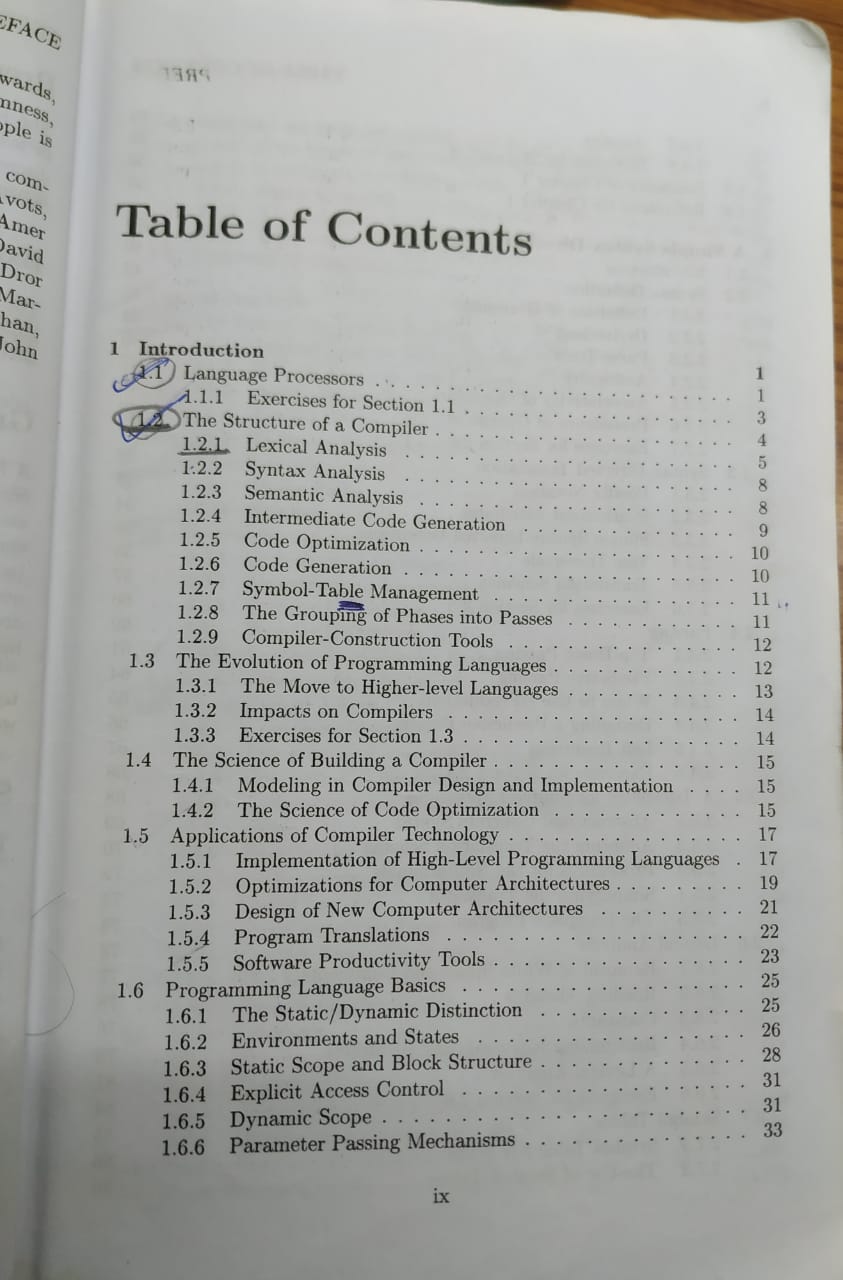 EFACE
wards,
nness,
ople is
com-
vots,
Amer
David
Dror
Mar-
han,
John
Table of Contents
1 Introduction 1
1.1 Language Processors . . . . . . . . . . . . . . . . 1
1.1.1 Exercises for Section 1.1 . . . . . . . . . . . . . . . . 3
1.2 The Structure of a Compiler . . . . . . . . . . . . . . . . 4
1.2.1 Lexical Analysis . . . . . . . . . . . . . . . . 5
1.2.2 Syntax Analysis . . . . . . . . . . . . . . . . 8
1.2.3 Semantic Analysis . . . . . . . . . . . . . . . . 8
1.2.4 Intermediate Code Generation . . . . . . . . . . . . 9
1.2.5 Code Optimization . . . . . . . . . . . . . . . . 10
1.2.6 Code Generation . . . . . . . . . . . . . . . . 10
1.2.7 Symbol-Table Management . . . . . . . . . . . . . 11
1.2.8 The Grouping of Phases into Passes . . . . . . . . . 11
1.2.9 Compiler-Construction Tools . . . . . . . . . . . . 12
1.3 The Evolution of Programming Languages . . . . . . . . . . 12
1.3.1 The Move to Higher-level Languages . . . . . . . . . 13
1.3.2 Impacts on Compilers . . . . . . . . . . . . . . . 14
1.3.3 Exercises for Section 1.3 . . . . . . . . . . . . . . 14
1.4 The Science of Building a Compiler . . . . . . . . . . . . . 15
1.4.1 Modeling in Compiler Design and Implementation . . . . 15
1.4.2 The Science of Code Optimization . . . . . . . . . . 15
1.5 Applications of Compiler Technology . . . . . . . . . . . . 17
1.5.1 Implementation of High-Level Programming Languages . 17
1.5.2 Optimizations for Computer Architectures . . . . . . . 19
1.5.3 Design of New Computer Architectures . . . . . . . . 21
1.5.4 Program Translations . . . . . . . . . . . . . . . 22
1.5.5 Software Productivity Tools . . . . . . . . . . . . . 23
1.6 Programming Language Basics . . . . . . . . . . . . . . . 25
1.6.1 The Static/Dynamic Distinction . . . . . . . . . . . 25
1.6.2 Environments and States . . . . . . . . . . . . . . 26
1.6.3 Static Scope and Block Structure . . . . . . . . . . . 28
1.6.4 Explicit Access Control . . . . . . . . . . . . . . . 31
1.6.5 Dynamic Scope . . . . . . . . . . . . . . . . . . 31
1.6.6 Parameter Passing Mechanisms . . . . . . . . . . . . 33
ix